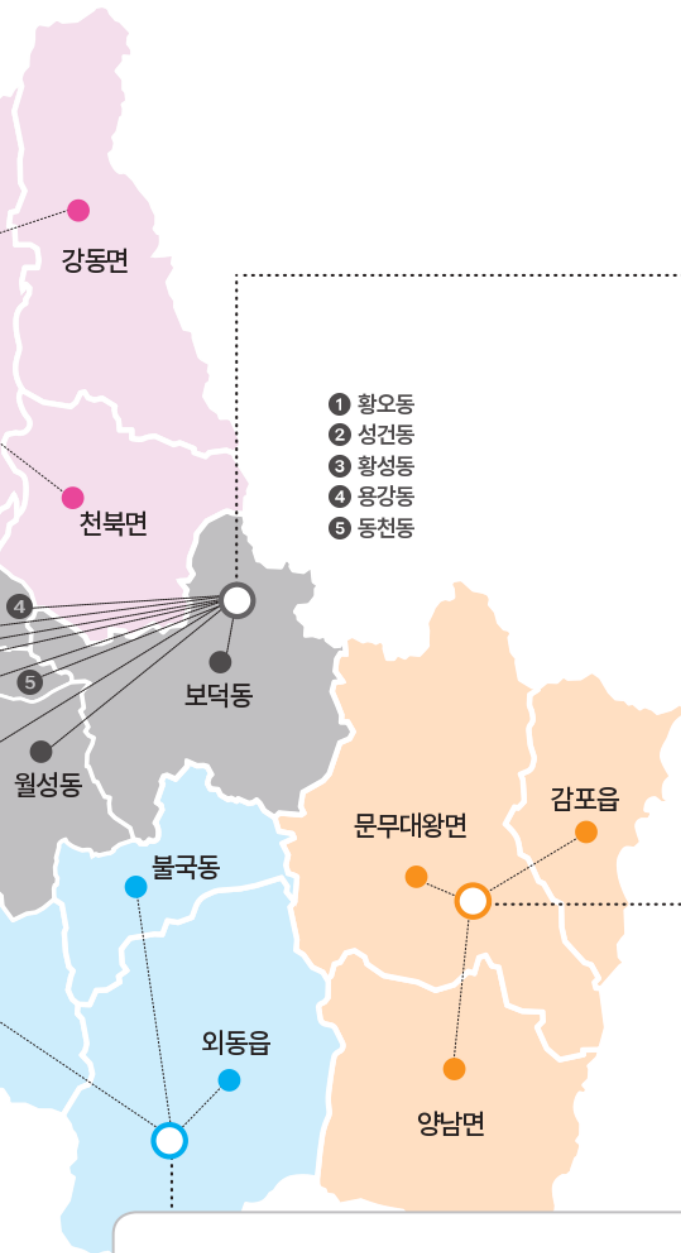 강동면
❶ 황오동
❷ 성건동
❸ 황성동
❹ 용강동
❺ 동천동
천북면
4
5
보덕동
월성동
감포읍
문무대왕면
불국동
외동읍
양남면